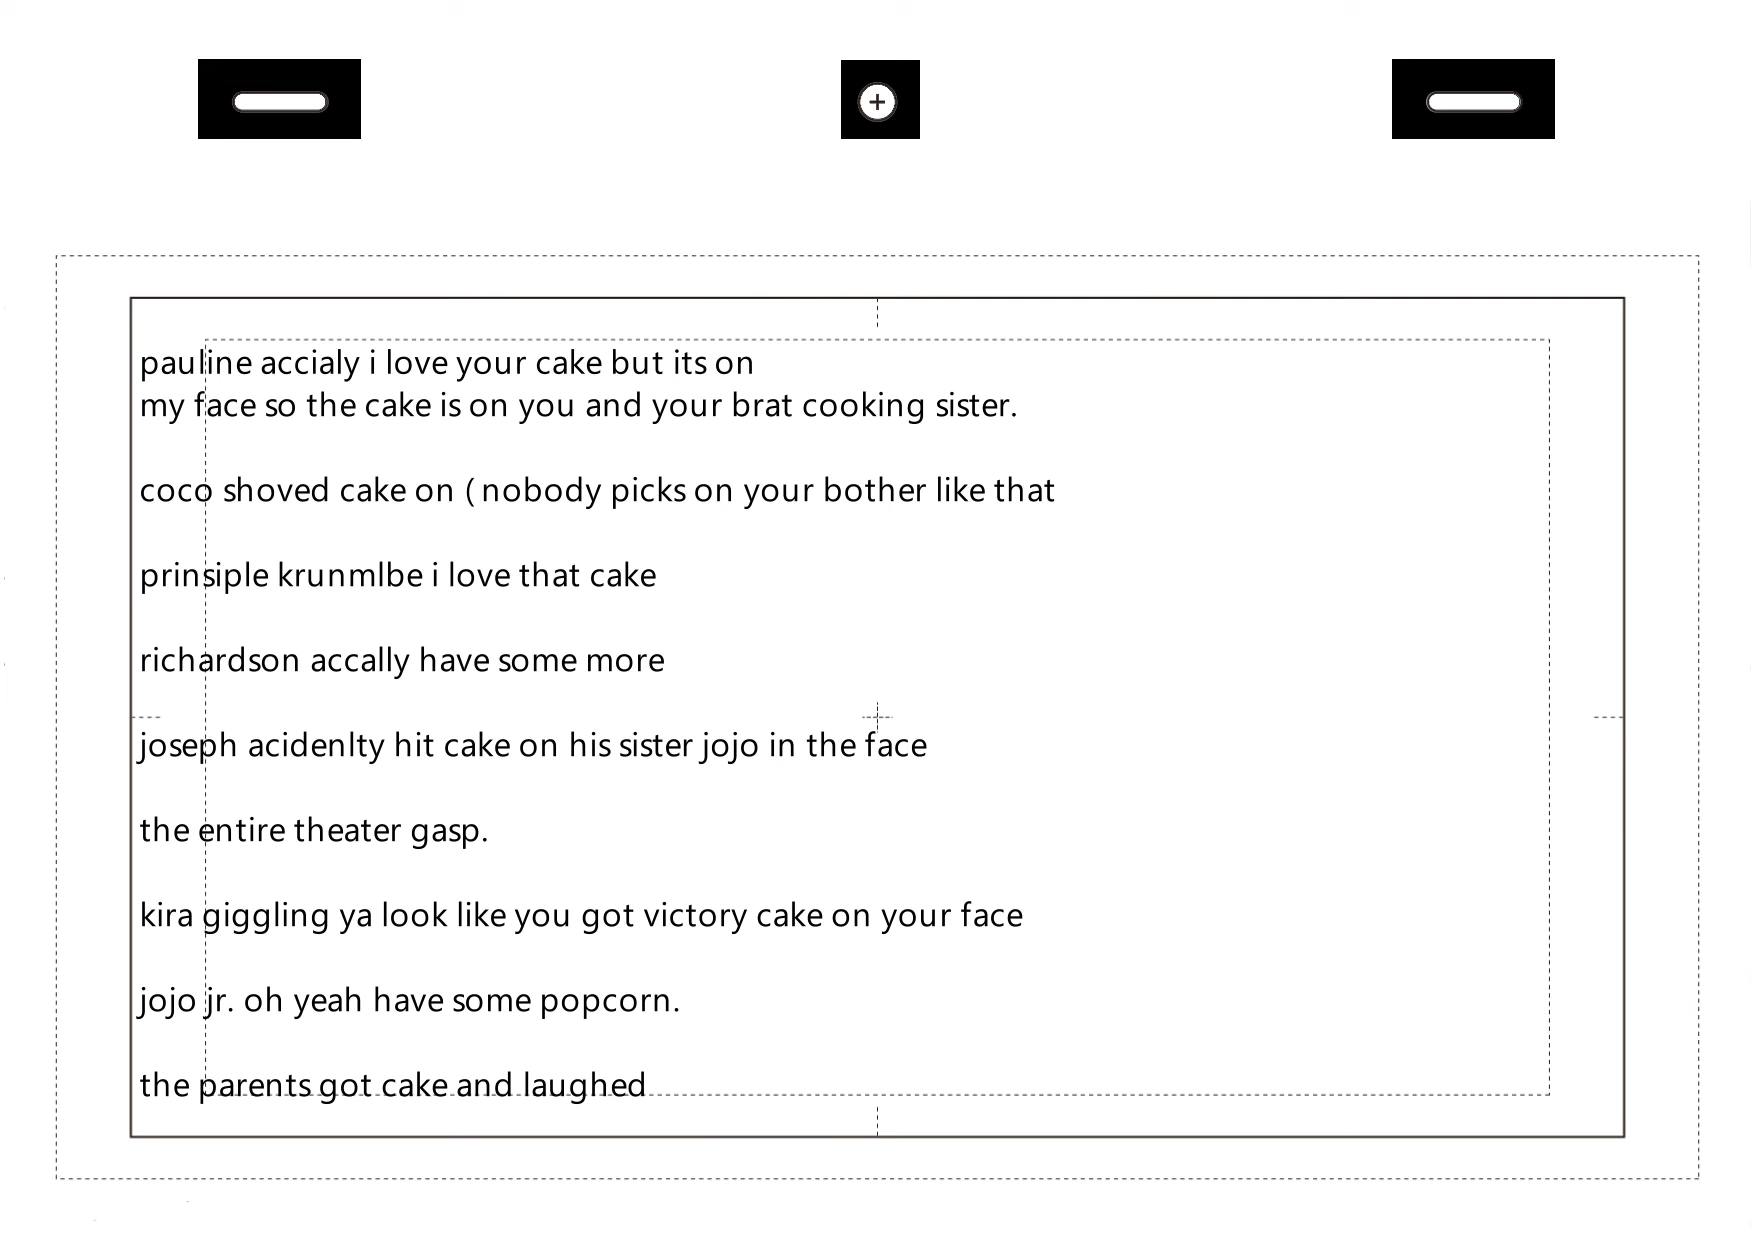 pauline accialy i love your cake but its on
my face so the cake is on you and your brat cooking sister.
coco shoved cake on ( nobody picks on your bother like that
prinsiple krunmlbe i love that cake
richardson accally have some more
joseph acidenlty hit cake on his sister jojo in the face
the entire theater gasp.
kira giggling ya look like you got victory cake on your face
jojo jr. oh yeah have some popcorn.
the parents got cake and laughed